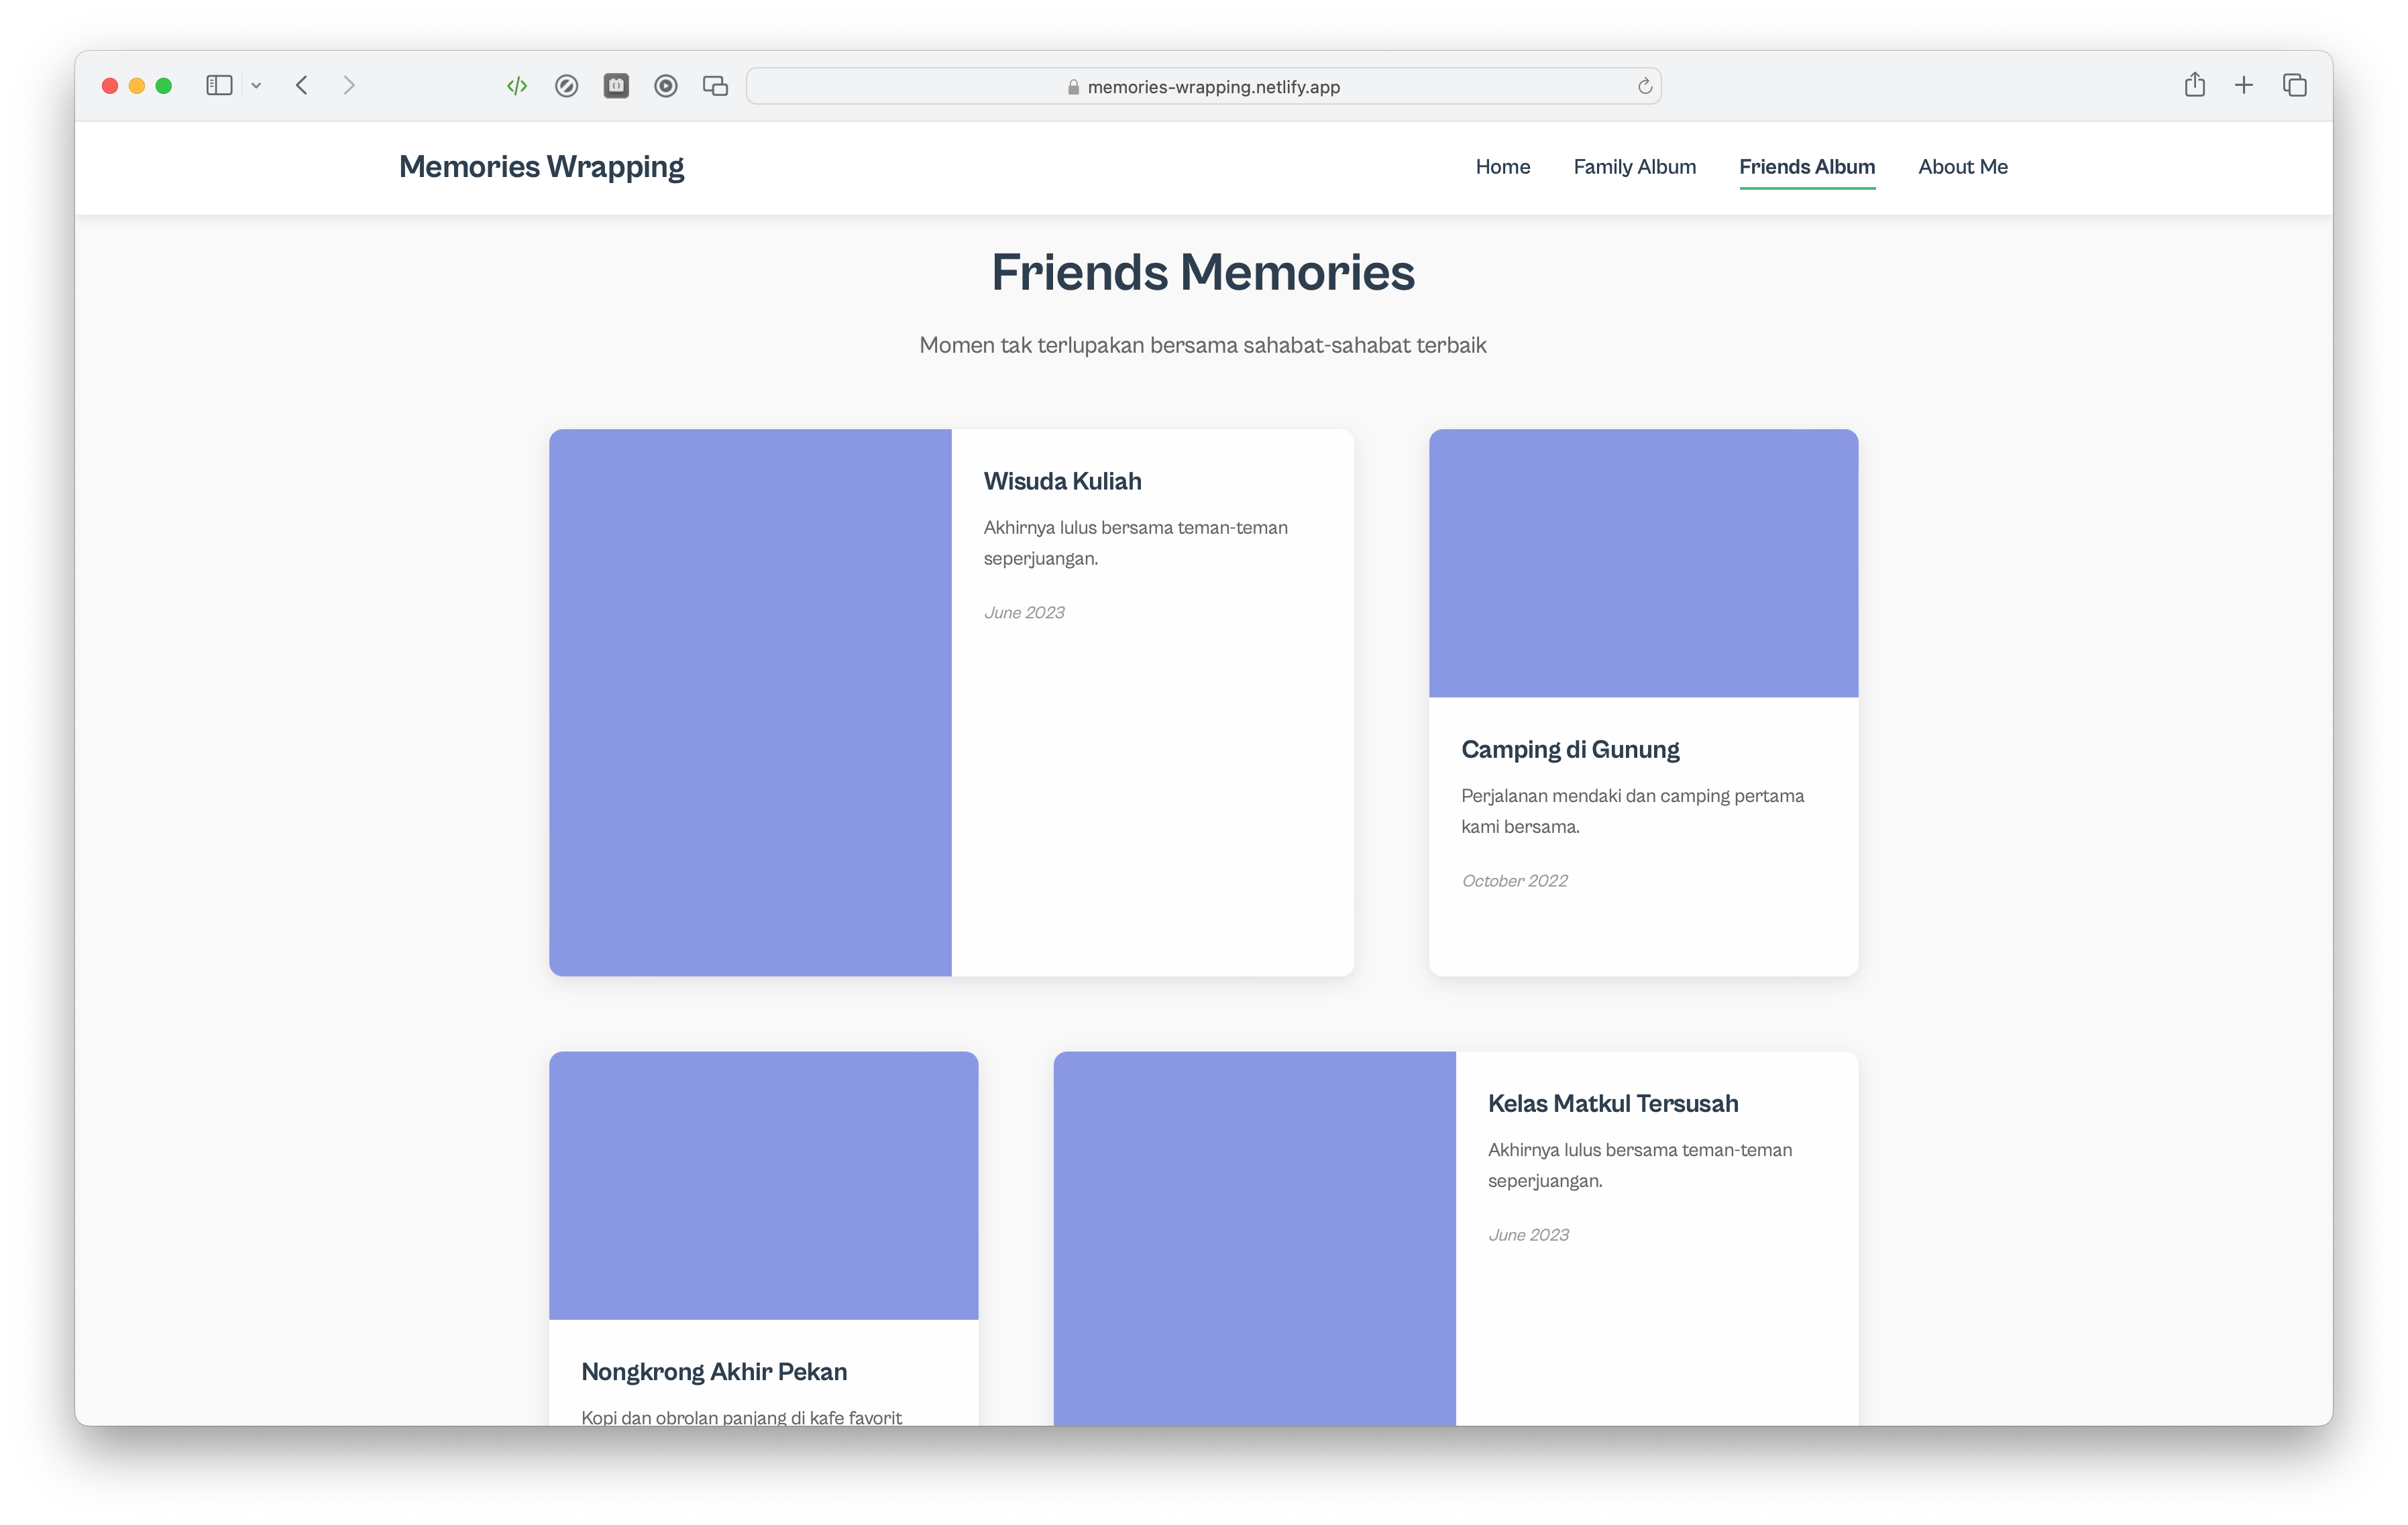 memories-wrapping.netlify.app
Memories Wrapping
Home
Family Album
Friends Album
About Me
Friends Memories
Momen tak terlupakan bersama sahabat-sahabat terbaik
Wisuda Kuliah
Akhirnya lulus bersama teman-teman
seperjuangan.
June 2023
Camping di Gunung
Perjalanan mendaki dan camping pertama
kami bersama.
October 2022
Nongkrong Akhir Pekan
Kopi dan obrolan panjang di kafe favorit
Kelas Matkul Tersusah
Akhirnya lulus bersama teman-teman
seperjuangan.
June 2023